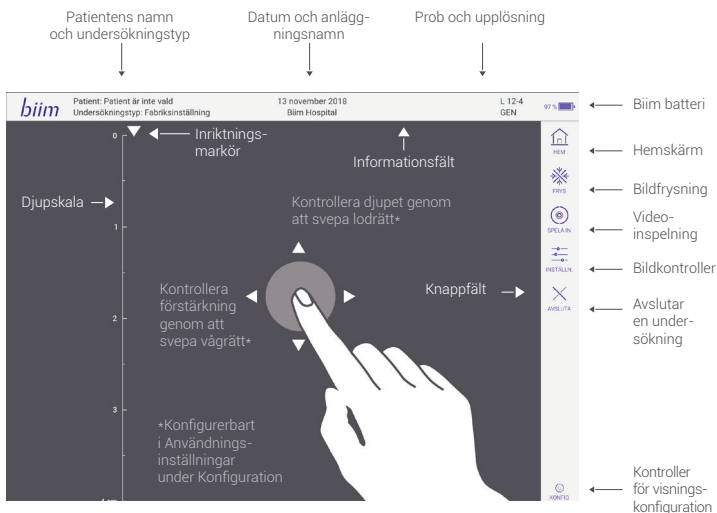 Patientens namn
och undersökningstyp
Datum och anlägg-
ningsnamn
Prob och upplösning
biim
Patient: Patient är inte vald
Undersökningstyp: Fabriksinställning
13 november 2018
Biim Hospital
L 12-4
GEN
97 %
Biim batteri
0
Inriktnings-
markör
Informationsfält
HEM
Hemskärm
FRYS
Bildfrysning
Djupskala
Kontrollera djupet genom
att svepa lodrätt*
1
SPELA IN
Video-
inspelning
INSTÄLLN.
Bildkontroller
Kontrollera
förstärkning
genom att
svepa vågrätt*
Knappfält
AVSLUTA
Avslutar
en under-
sökning
2
3
*Konfigurerbart
i Användnings-
inställningar
under Konfiguration
KONFIG.
Kontroller
för visnings-
konfiguration